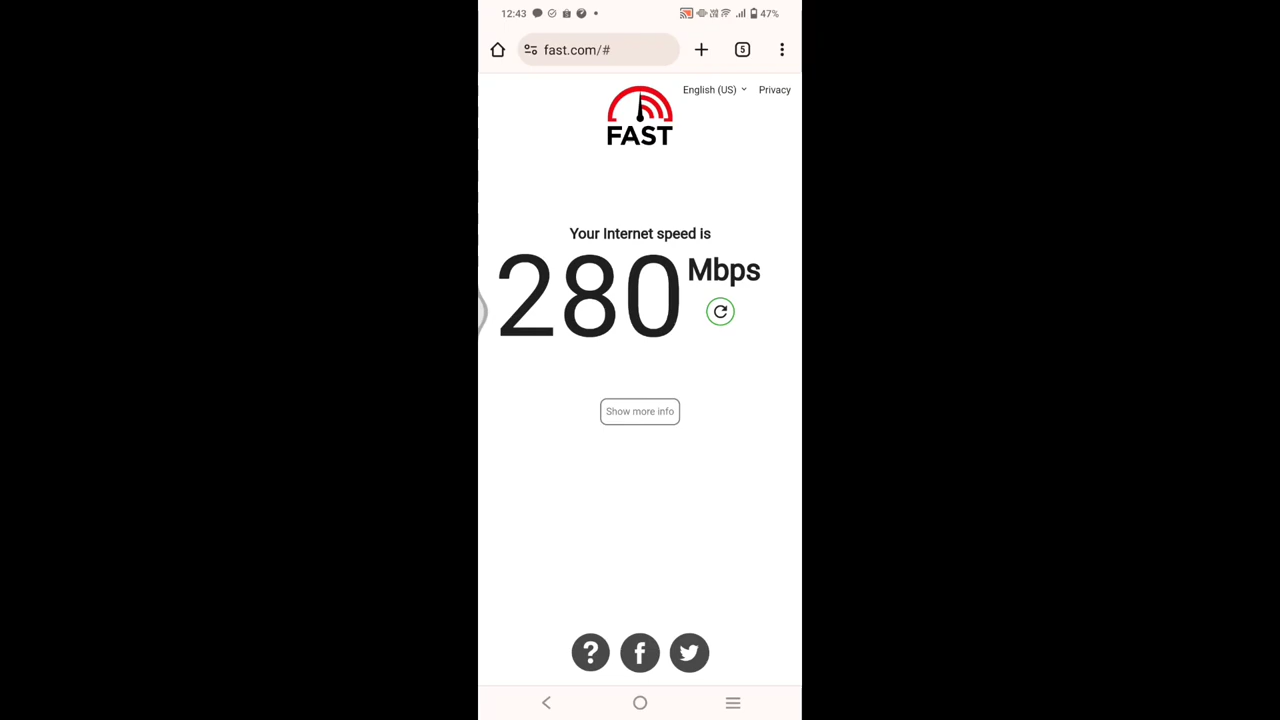 12:43 47%
fast.com/# 5
English (US) Privacy
FAST
Your Internet speed is
280 Mbps
Show more info